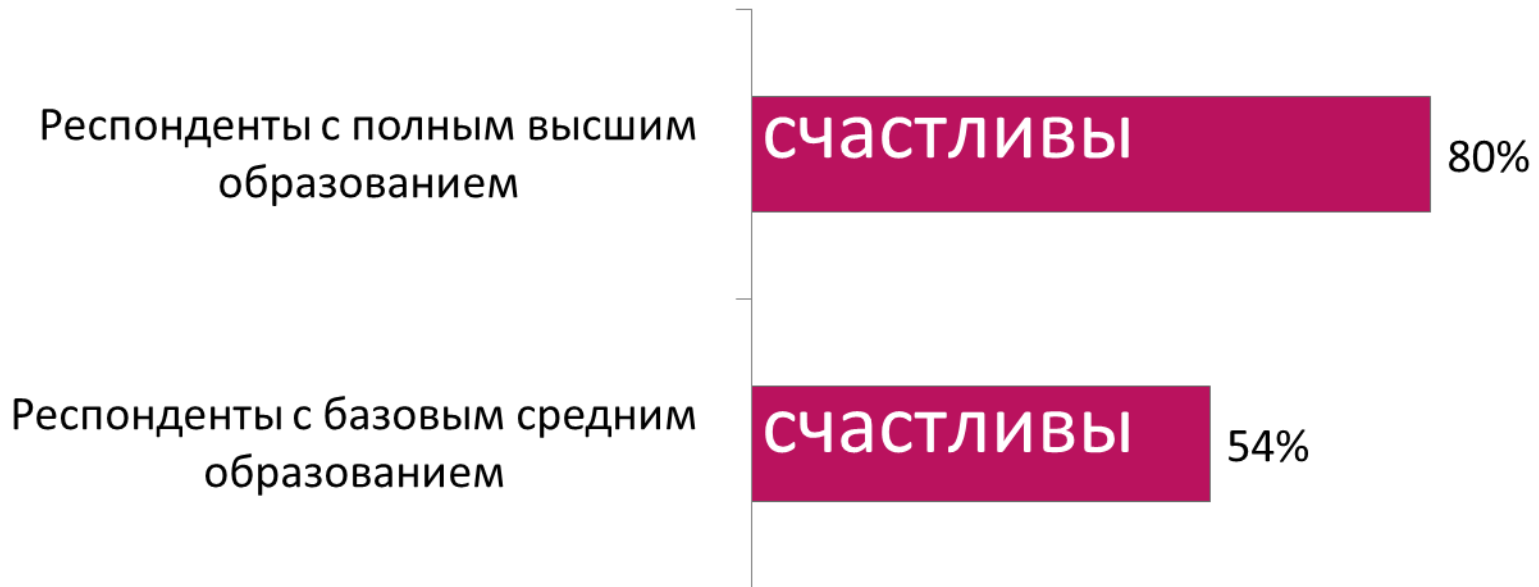 Респонденты с полным высшим
образованием
счастливы
80%
Респонденты с базовым средним
образованием
счастливы
54%